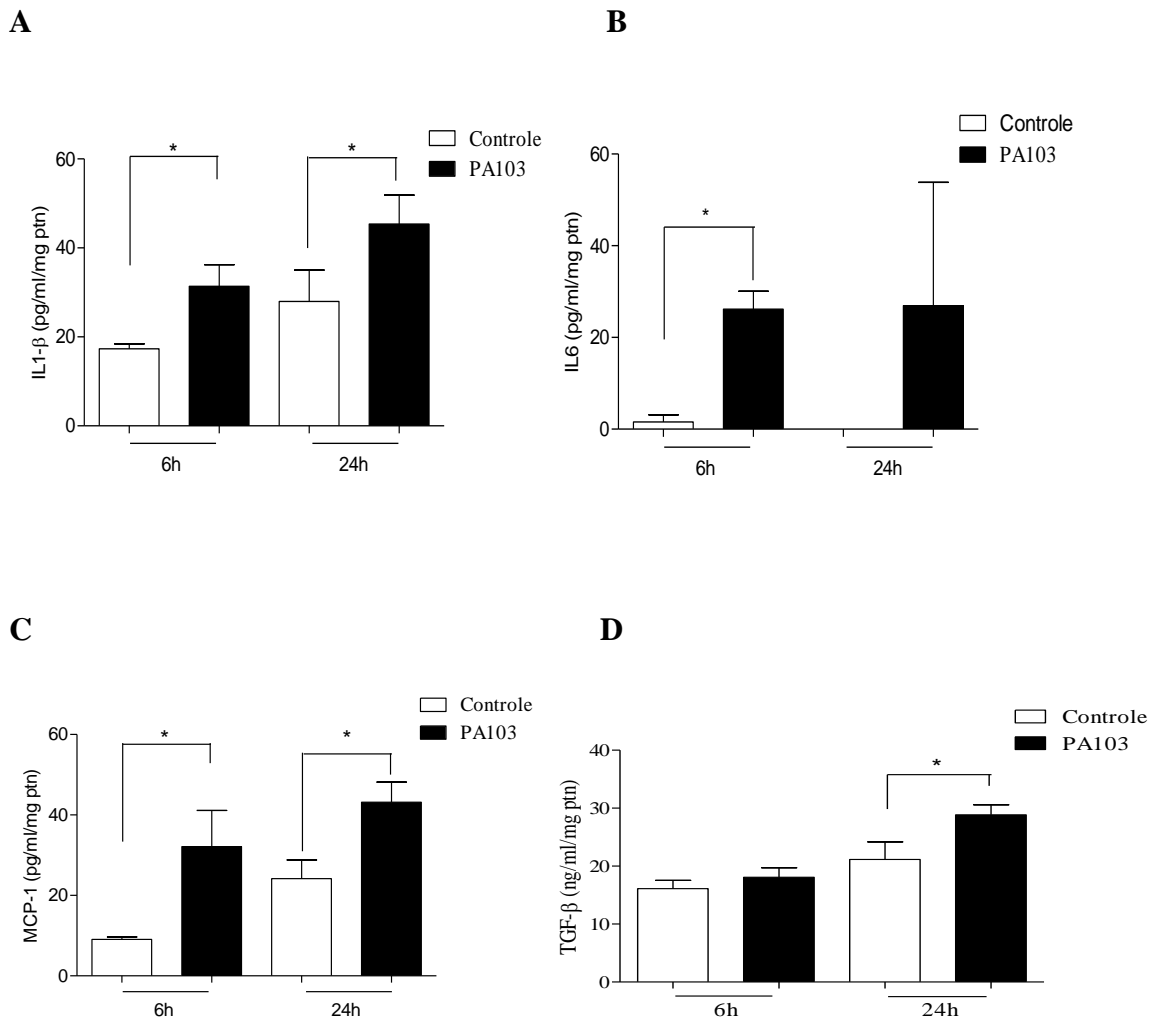 A
Controle
PA103
*
*
60
40
20
0
IL1-β (pg/ml/mg ptn)
6h
24h
B
Controle
PA103
*
60
40
20
0
IL6 (pg/ml/mg ptn)
6h
24h
C
Controle
PA103
*
*
60
40
20
0
MCP-1 (pg/ml/mg ptn)
6h
24h
D
Controle
PA103
*
40
30
20
10
0
TGF-β (ng/ml/mg ptn)
6h
24h